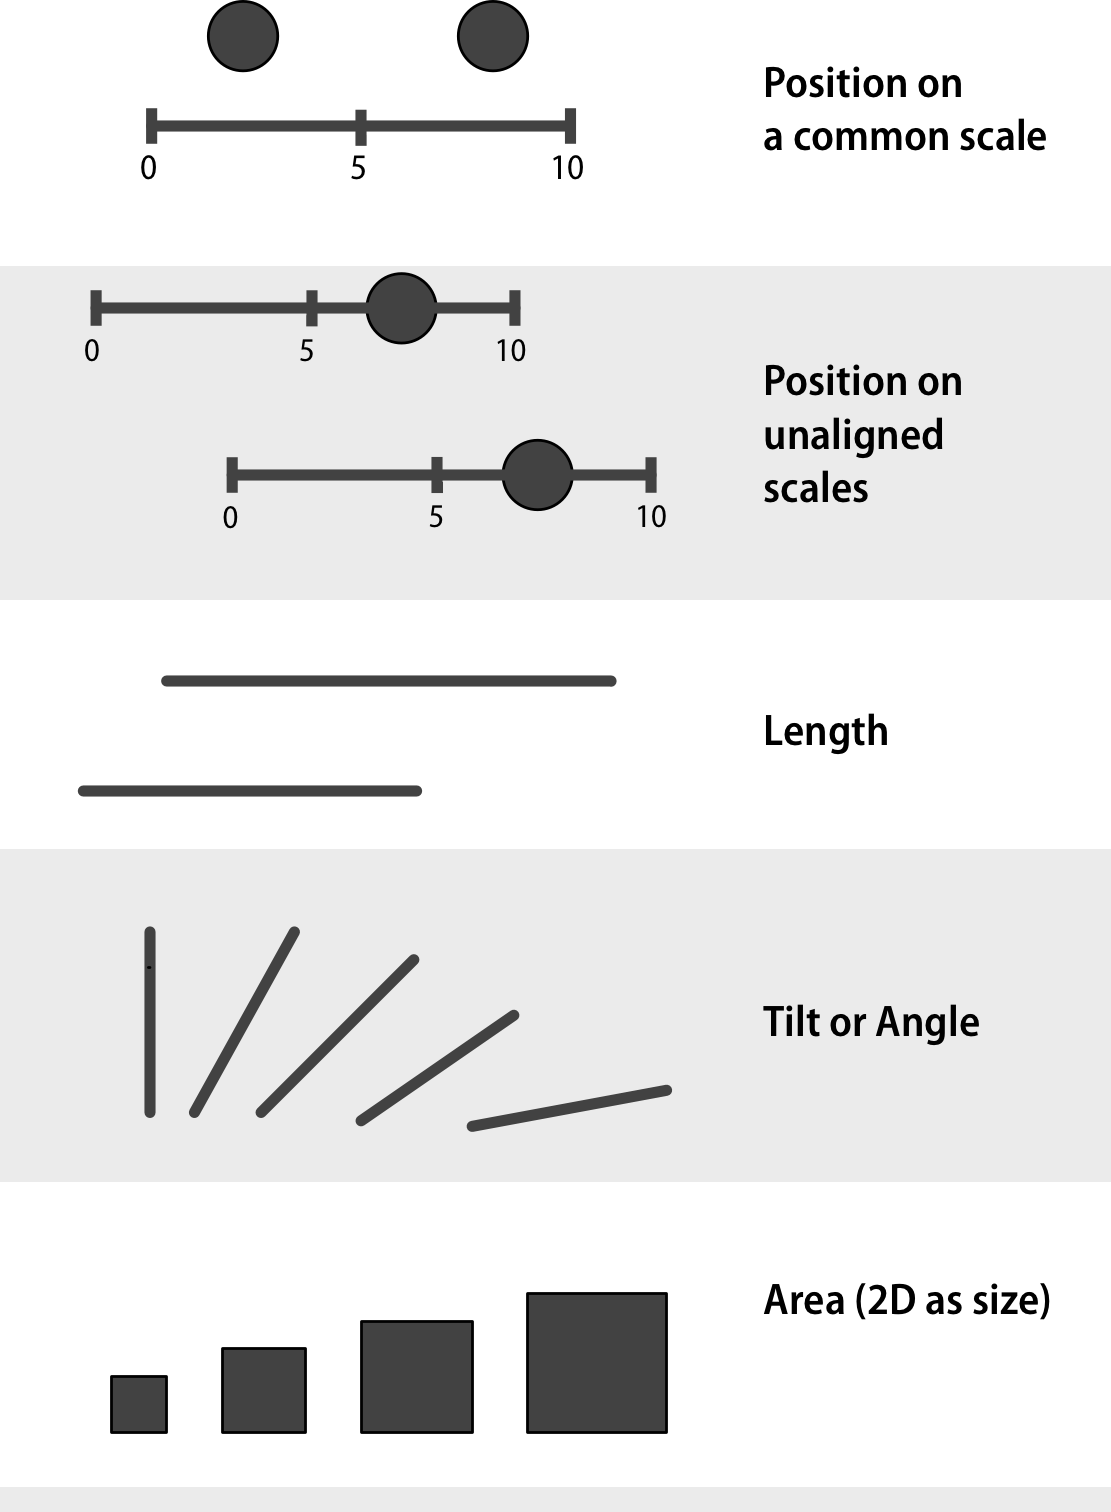 Position on
a common scale
0 5 10
0 5 10
Position on
unaligned
scales
0 5 10
Length
Tilt or Angle
Area (2D as size)